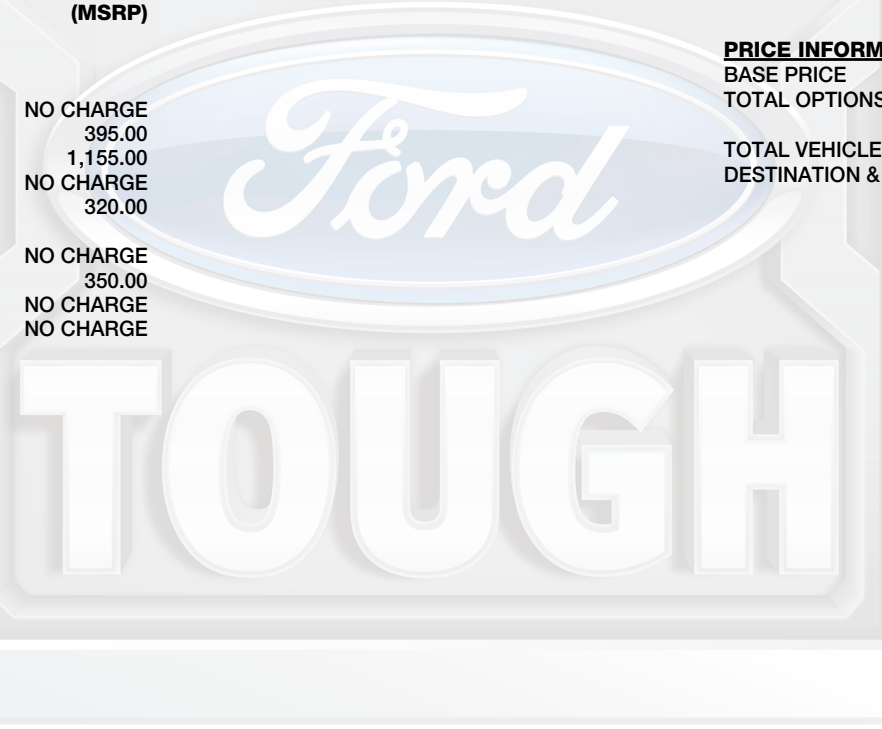 (MSRP)
NO CHARGE
395.00
1,155.00
NO CHARGE
320.00
NO CHARGE
350.00
NO CHARGE
NO CHARGE
PRICE INFORM
BASE PRICE
TOTAL OPTIONS
TOTAL VEHICLE
DESTINATION &
Ford
TOUGH